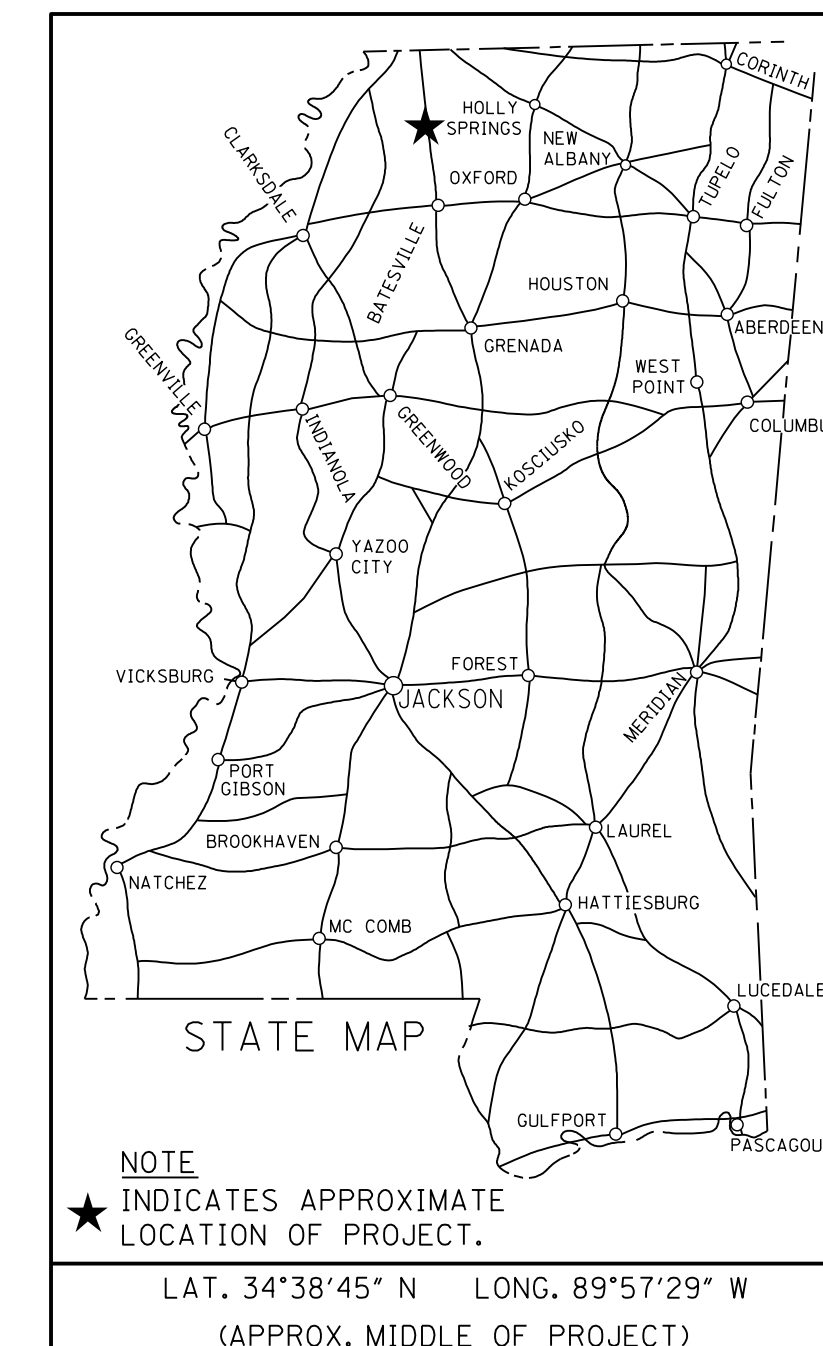 CORINTH
HOLLY
SPRINGS
NEW
ALBANY
CLARKSDALE
OXFORD
TUPELO
FULTON
BATESVILLE
HOUSTON
ABERDEEN
GREENVILLE
GRENADA
WEST
POINT
COLUMBU
INDIANOLA
GREENWOOD
KOSCIUSKO
YAZOO
CITY
VICKSBURG
FOREST
JACKSON
MERIDIAN
PORT
GIBSON
BROOKHAVEN
LAUREL
NATCHEZ
HATTIESBURG
MC COMB
LUCEDALE
STATE MAP
GULFPORT
PASCAGOU
NOTE
INDICATES APPROXIMATE
LOCATION OF PROJECT.
LAT. 34°38'45" N LONG. 89°57'29" W
(APPROX. MIDDLE OF PROJECT)